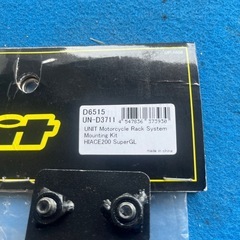 D6515
UN-D3711
UNIT Motorcycle Rack System
Mounting Kit
HIACE200 SuperGL